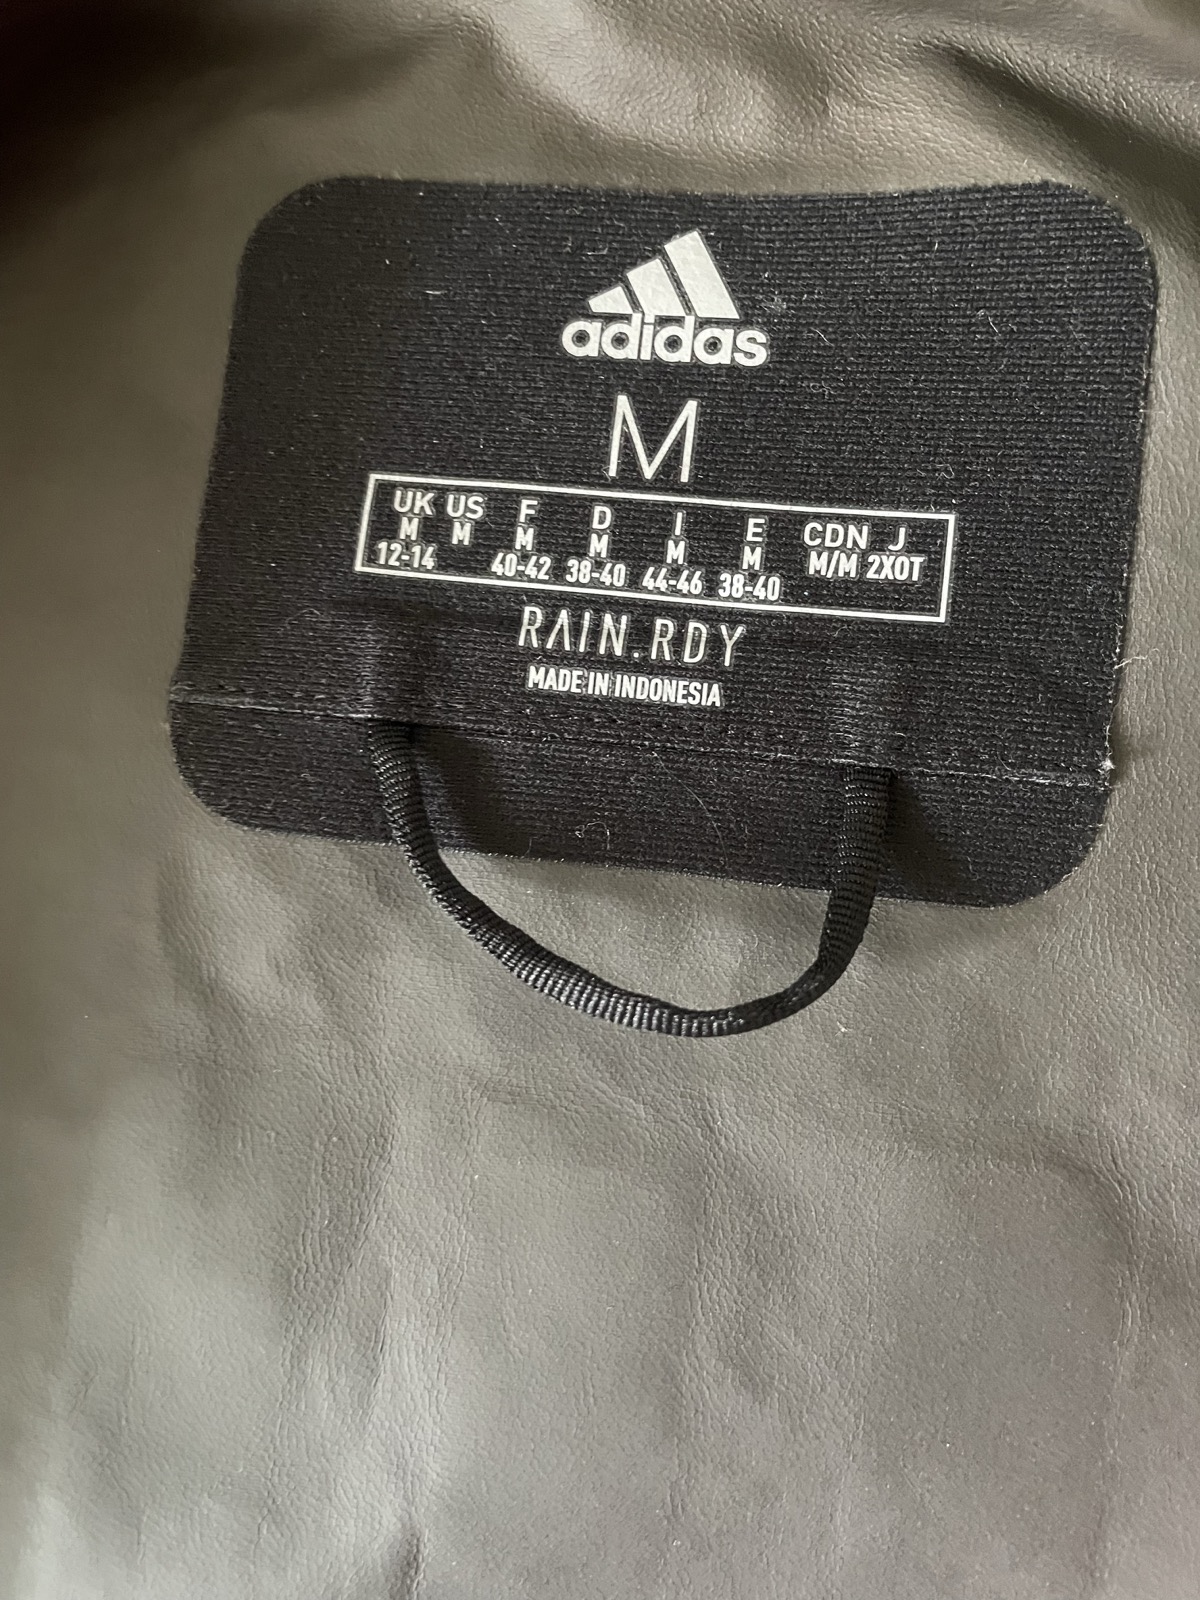 adidas
M
UK US F D I E CDN J
M M M M M M M/M 2XOT
12-14 40-42 38-40 44-46 38-40
RAIN.RDY
MADE IN INDONESIA